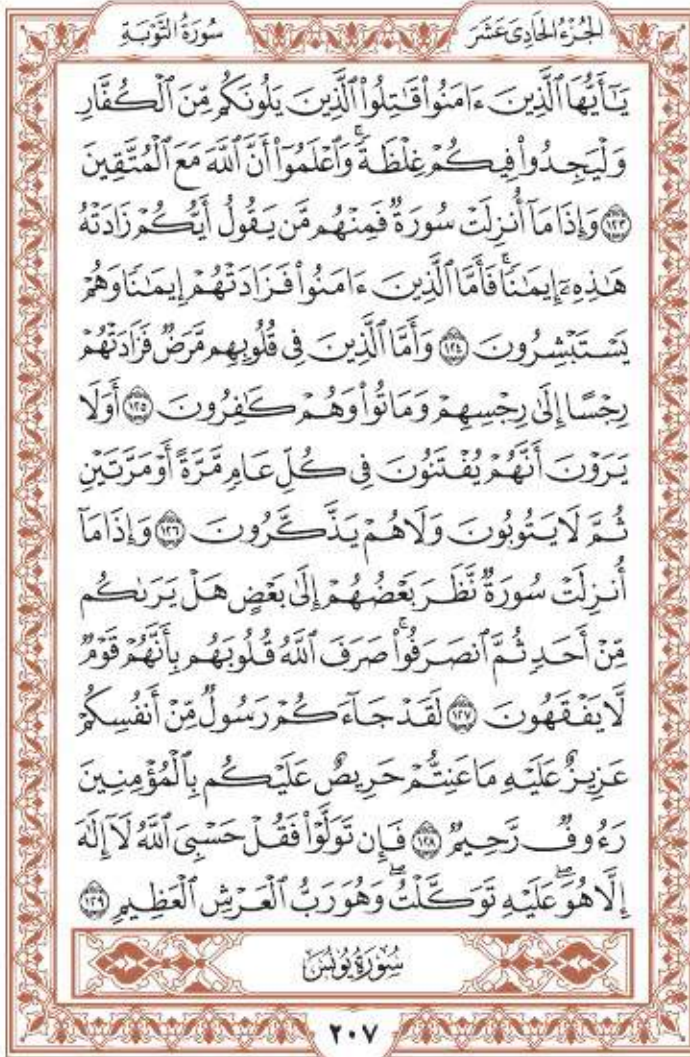 سُورَةُ التَّوْبَةِ
الجُزْءُ الحَادِي عَشَرَ
يَٰٓأَيُّهَا ٱلَّذِينَ ءَامَنُواْ قَٰتِلُواْ ٱلَّذِينَ يَلُونَكُم مِّنَ ٱلْكُفَّارِ
وَلْيَجِدُواْ فِيكُمْ غِلْظَةًۚ وَٱعْلَمُوٓاْ أَنَّ ٱللَّهَ مَعَ ٱلْمُتَّقِينَ
١٢٣ وَإِذَا مَآ أُنزِلَتْ سُورَةٌ فَمِنْهُم مَّن يَقُولُ أَيُّكُمْ زَادَتْهُ
هَٰذِهِۦٓ إِيمَٰنًاۚ فَأَمَّا ٱلَّذِينَ ءَامَنُواْ فَزَادَتْهُمْ إِيمَٰنًا وَهُمْ
يَسْتَبْشِرُونَ ١٢٤ وَأَمَّا ٱلَّذِينَ فِى قُلُوبِهِم مَّرَضٌ فَزَادَتْهُمْ
رِجْسًا إِلَىٰ رِجْسِهِمْ وَمَاتُواْ وَهُمْ كَٰفِرُونَ ١٢٥ أَوَلَا
يَرَوْنَ أَنَّهُمْ يُفْتَنُونَ فِى كُلِّ عَامٍ مَّرَّةً أَوْ مَرَّتَيْنِ
ثُمَّ لَا يَتُوبُونَ وَلَا هُمْ يَذَّكَّرُونَ ١٢٦ وَإِذَا مَآ
أُنزِلَتْ سُورَةٌ نَّظَرَ بَعْضُهُمْ إِلَىٰ بَعْضٍ هَلْ يَرَىٰكُم
مِّنْ أَحَدٍ ثُمَّ ٱنصَرَفُواْۚ صَرَفَ ٱللَّهُ قُلُوبَهُم بِأَنَّهُمْ قَوْمٌ
لَّا يَفْقَهُونَ ١٢٧ لَقَدْ جَآءَكُمْ رَسُولٌ مِّنْ أَنفُسِكُمْ
عَزِيزٌ عَلَيْهِ مَا عَنِتُّمْ حَرِيصٌ عَلَيْكُم بِٱلْمُؤْمِنِينَ
رَءُوفٌ رَّحِيمٌ ١٢٨ فَإِن تَوَلَّوْاْ فَقُلْ حَسْبِىَ ٱللَّهُ لَآ إِلَٰهَ
إِلَّا هُوَۖ عَلَيْهِ تَوَكَّلْتُۖ وَهُوَ رَبُّ ٱلْعَرْشِ ٱلْعَظِيمِ ١٢٩
سُورَةُ يُونُسَ
٢٠٧